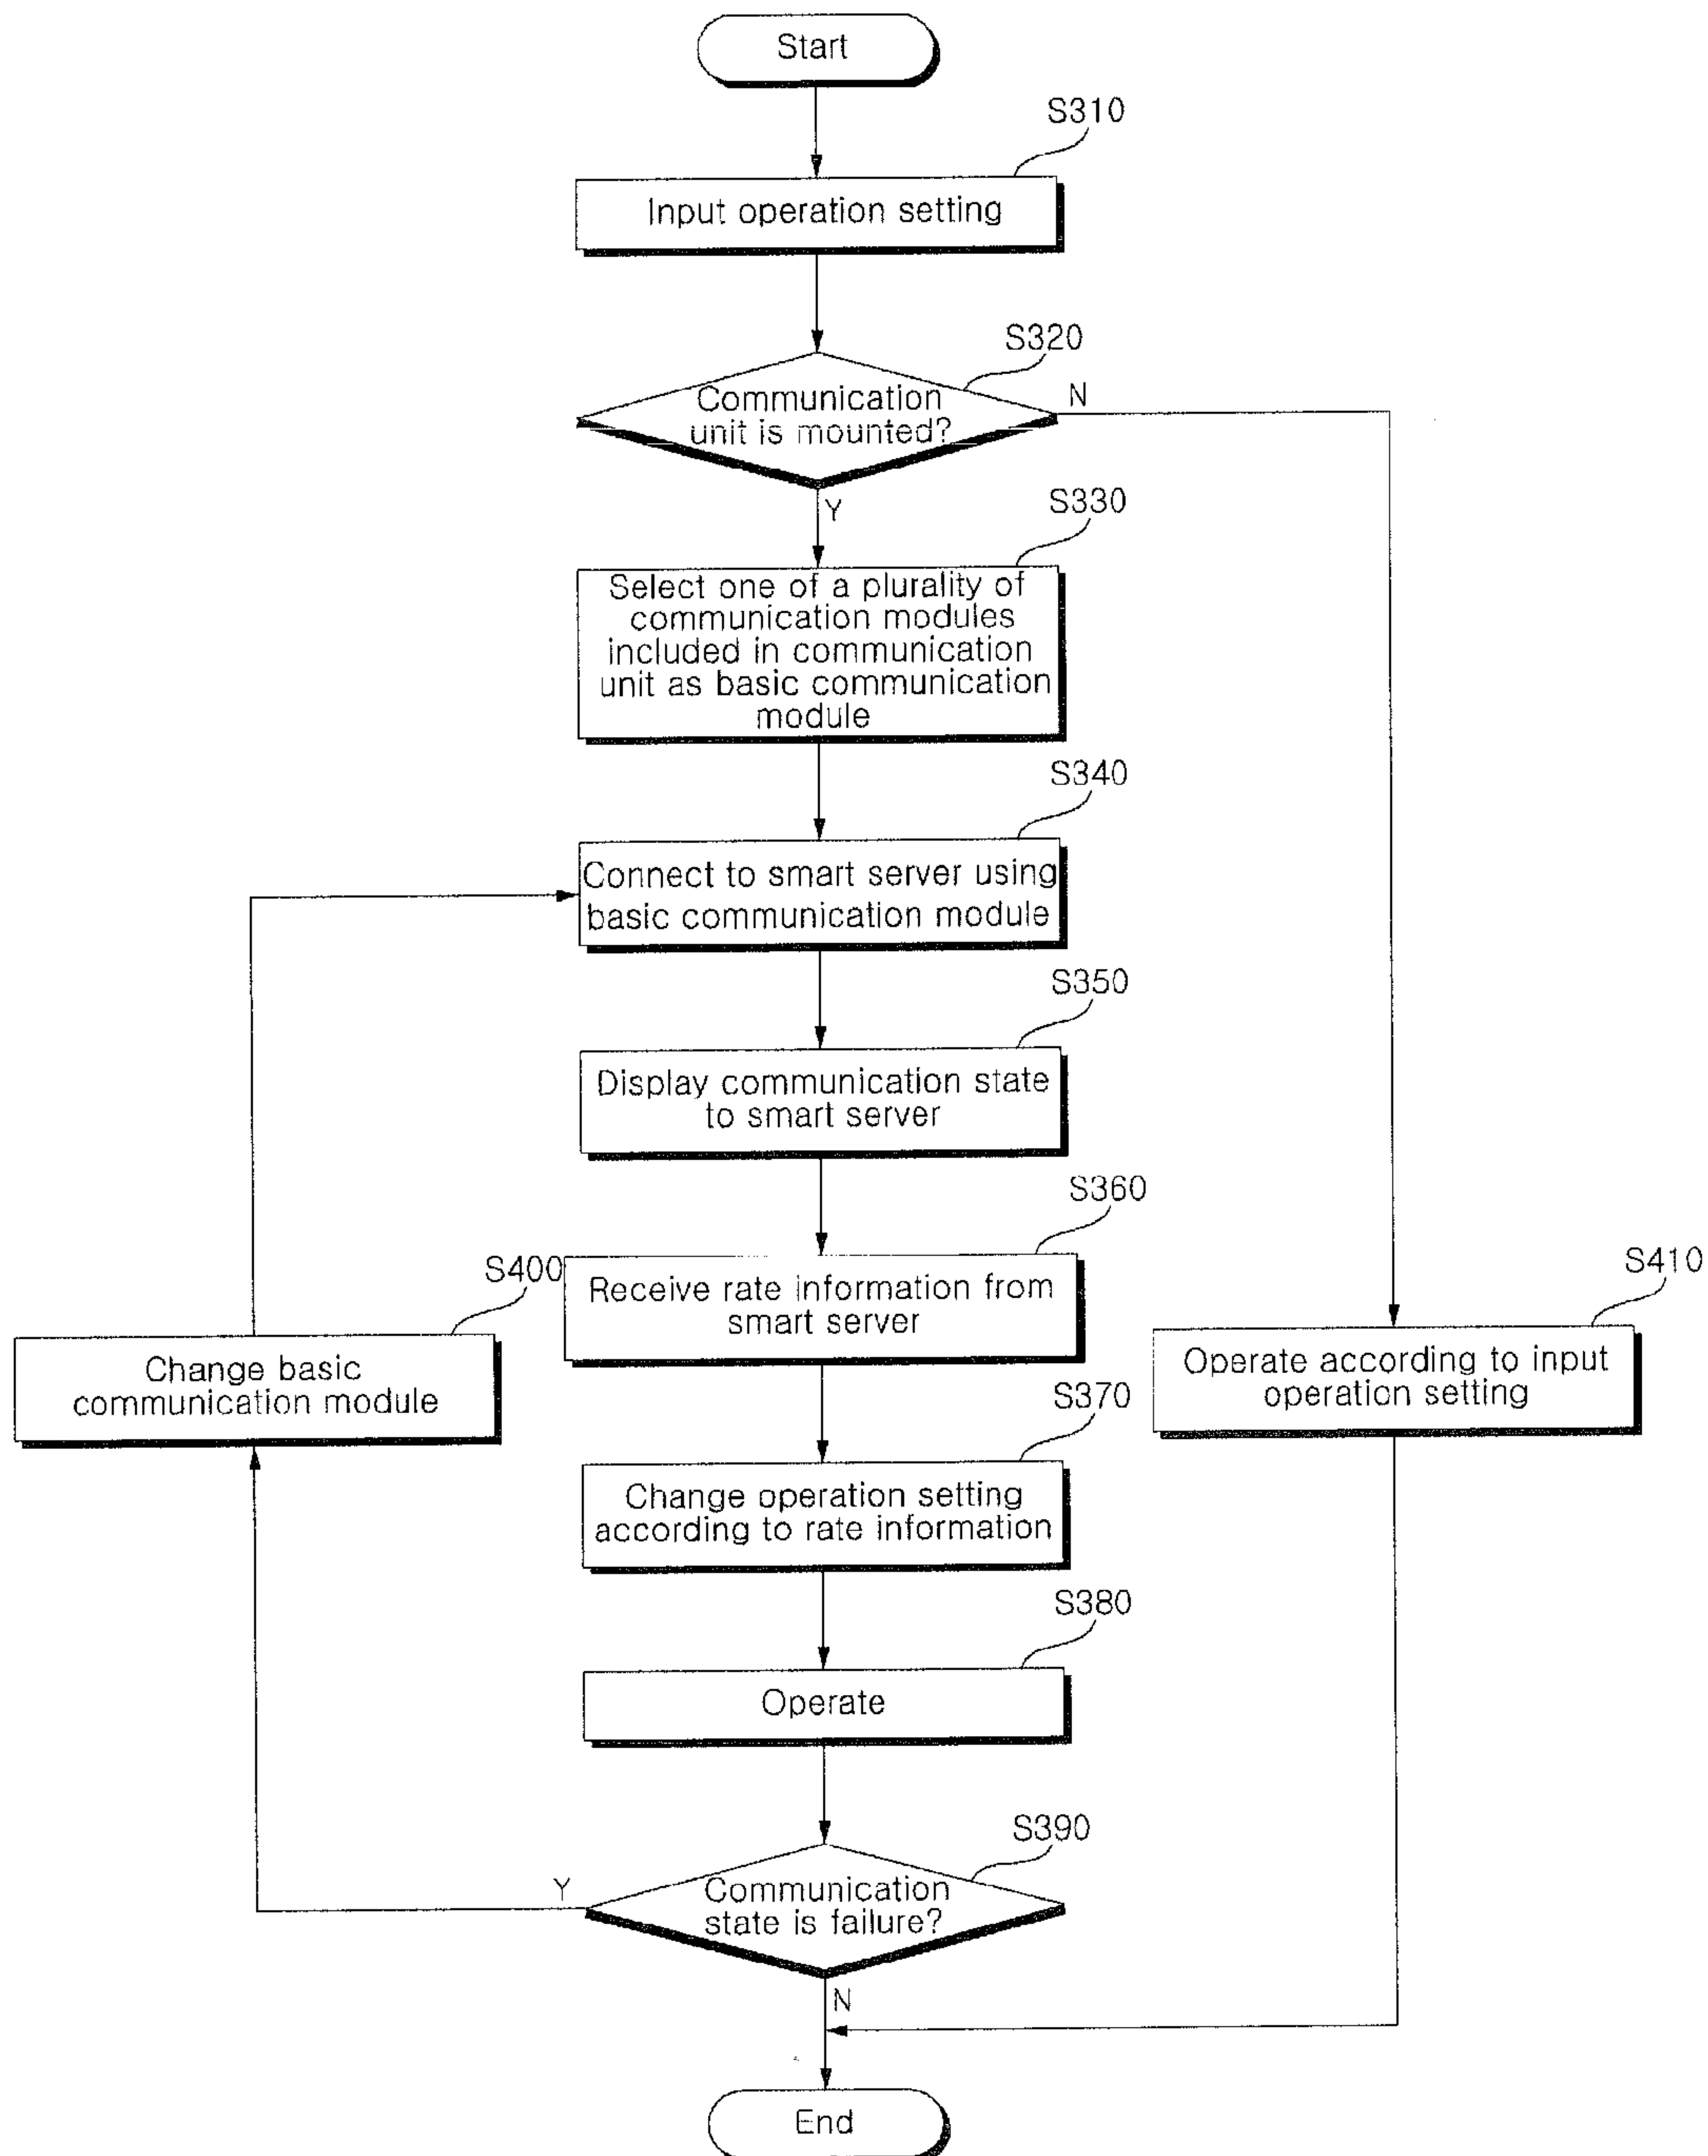 Start
S310
Input operation setting
S320
Communication
unit is mounted?
N
Y
S330
Select one of a plurality of
communication modules
included in communication
unit as basic communication
module
S340
Connect to smart server using
basic communication module
S350
Display communication state
to smart server
S360
Receive rate information from
smart server
S400
Change basic
communication module
S410
Operate according to input
operation setting
S370
Change operation setting
according to rate information
S380
Operate
S390
Communication
state is failure?
Y
N
End